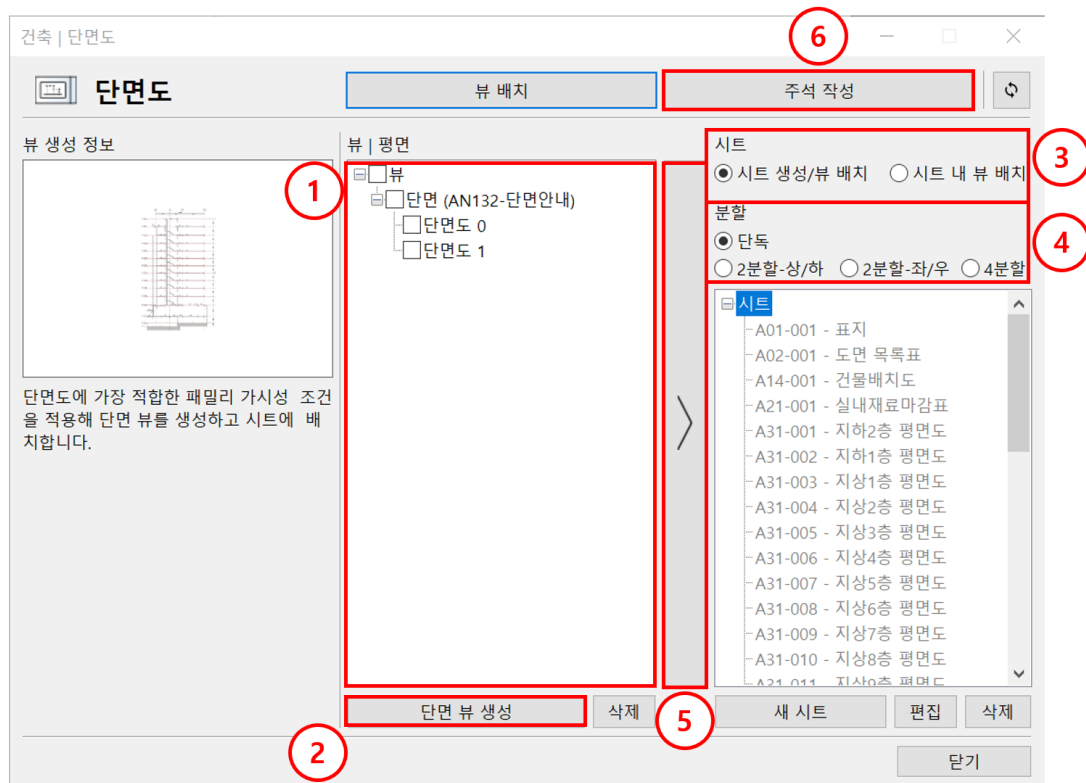 건축 | 단면도
6
단면도
뷰 배치
주석 작성
뷰 생성 정보
단면도에 가장 적합한 패밀리 가시성 조건
을 적용해 단면 뷰를 생성하고 시트에 배
치합니다.
뷰 | 평면
1
뷰
단면 (AN132-단면안내)
단면도 0
단면도 1
단면 뷰 생성
삭제
2
5
시트
시트 생성/뷰 배치
시트 내 뷰 배치
3
분할
단독
2분할-상/하
2분할-좌/우
4분할
4
시트
A01-001 - 표지
A02-001 - 도면 목록표
A14-001 - 건물배치도
A21-001 - 실내재료마감표
A31-001 - 지하2층 평면도
A31-002 - 지하1층 평면도
A31-003 - 지상1층 평면도
A31-004 - 지상2층 평면도
A31-005 - 지상3층 평면도
A31-006 - 지상4층 평면도
A31-007 - 지상5층 평면도
A31-008 - 지상6층 평면도
A31-009 - 지상7층 평면도
A31-010 - 지상8층 평면도
A31-011 - 지상9층 평면도
새 시트
편집
삭제
닫기